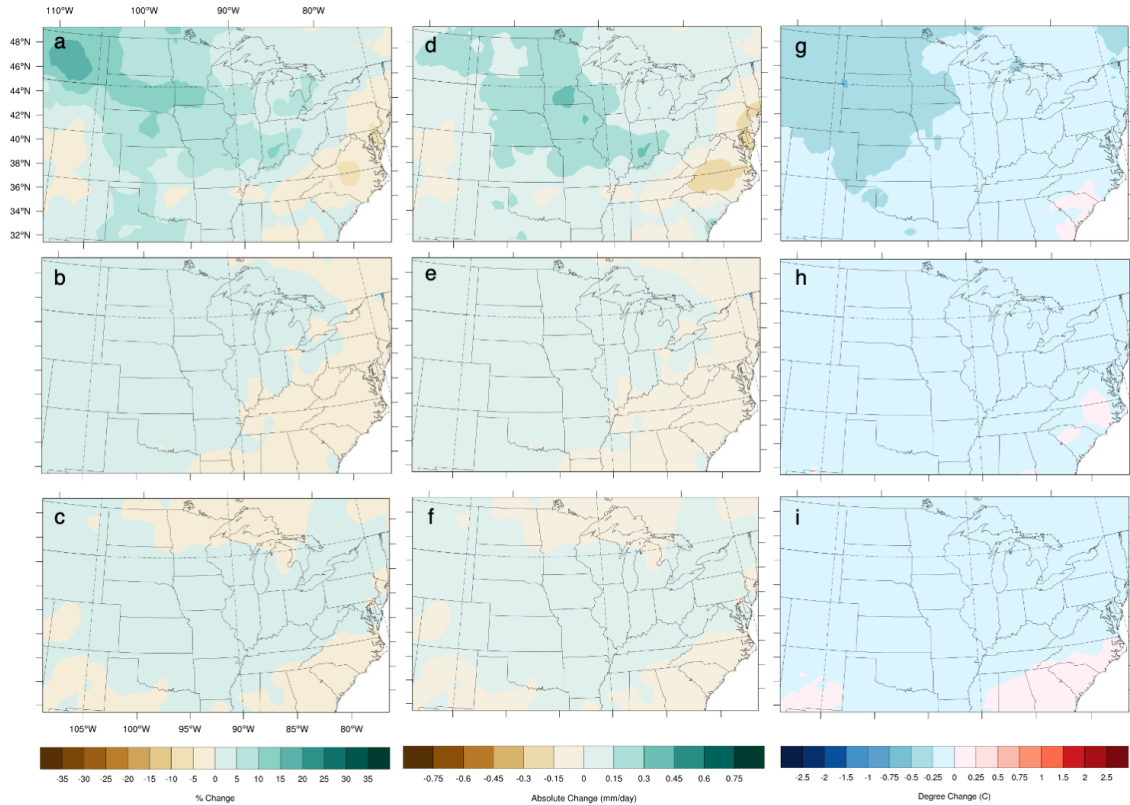 110°W 100°W 90°W 80°W
a
48°N
46°N
44°N
42°N
40°N
38°N
36°N
34°N
32°N
d
g
b
e
h
c
f
i
105°W 100°W 95°W 90°W 85°W 80°W
-35 -30 -25 -20 -15 -10 -5 0 5 10 15 20 25 30 35
% Change
-0.75 -0.6 -0.45 -0.3 -0.15 0 0.15 0.3 0.45 0.6 0.75
Absolute Change (mm/day)
-2.5 -2 -1.5 -1 -0.75 -0.5 -0.25 0 0.25 0.5 0.75 1 1.5 2 2.5
Degree Change (C)